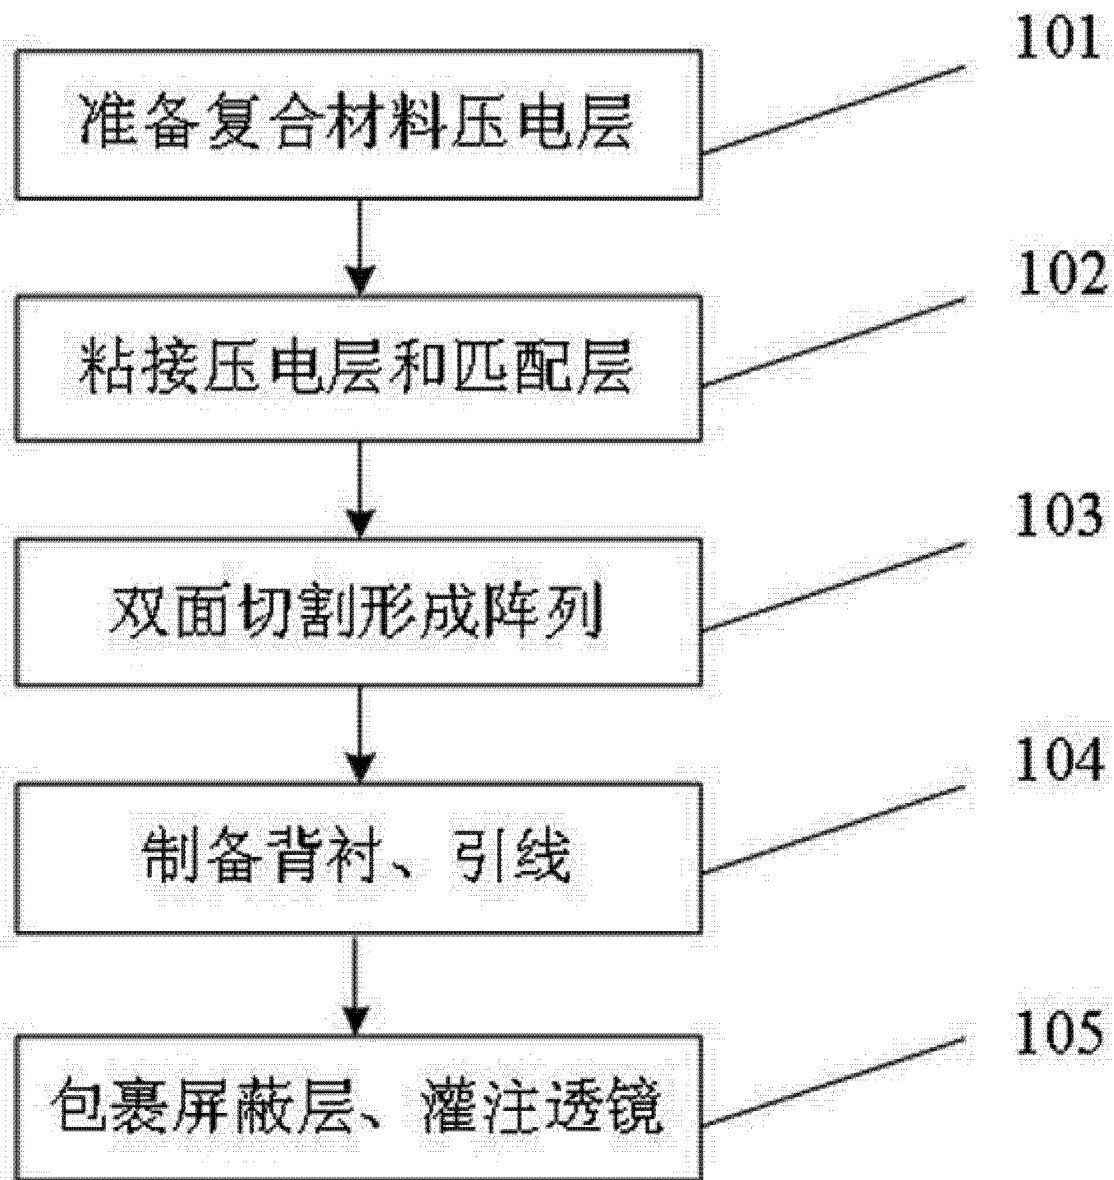 101
准备复合材料压电层
102
粘接压电层和匹配层
103
双面切割形成阵列
104
制备背衬、引线
105
包裹屏蔽层、灌注透镜